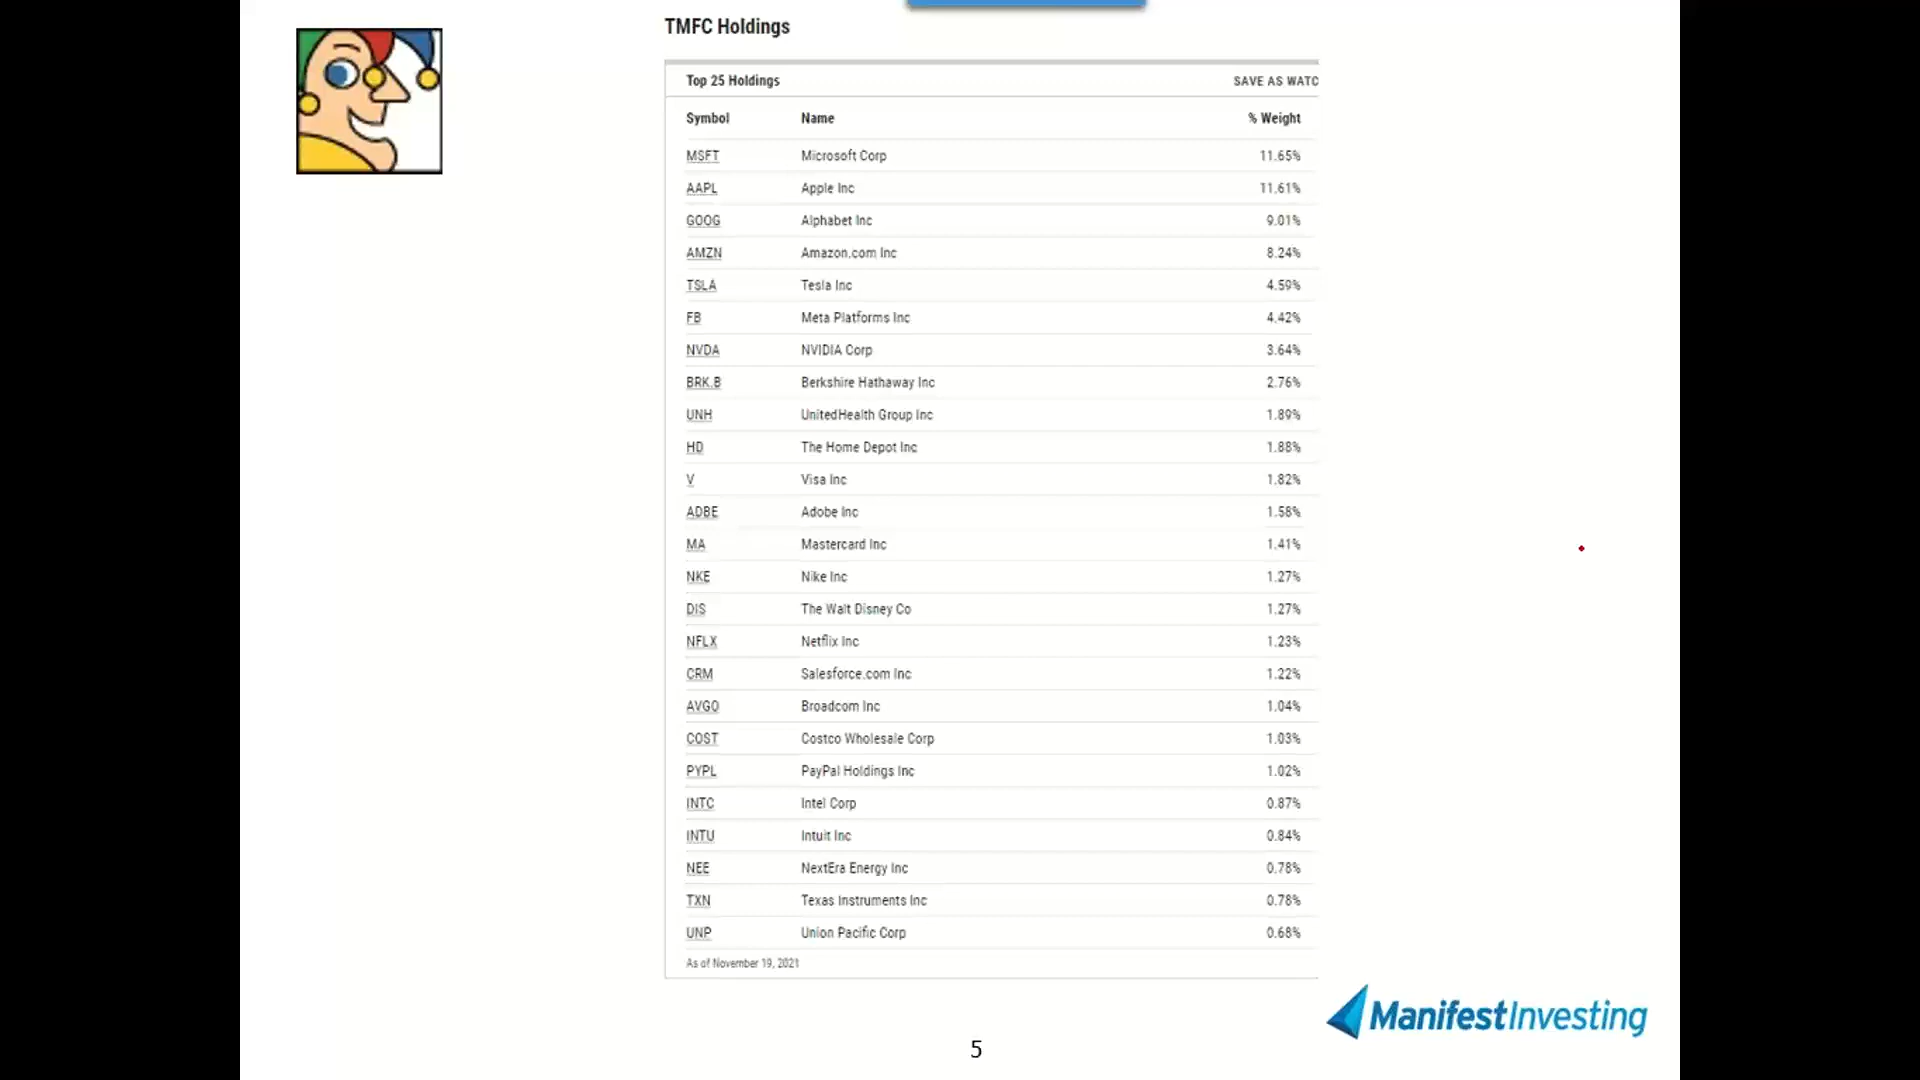 TMFC Holdings
Top 25 Holdings SAVE AS WATC
Symbol Name % Weight
MSFT Microsoft Corp 11.65%
AAPL Apple Inc 11.61%
GOOG Alphabet Inc 9.01%
AMZN Amazon.com Inc 8.24%
TSLA Tesla Inc 4.59%
FB Meta Platforms Inc 4.42%
NVDA NVIDIA Corp 3.64%
BRK.B Berkshire Hathaway Inc 2.76%
UNH UnitedHealth Group Inc 1.89%
HD The Home Depot Inc 1.88%
V Visa Inc 1.82%
ADBE Adobe Inc 1.58%
MA Mastercard Inc 1.41%
NKE Nike Inc 1.27%
DIS The Walt Disney Co 1.27%
NFLX Netflix Inc 1.23%
CRM Salesforce.com Inc 1.22%
AVGO Broadcom Inc 1.04%
COST Costco Wholesale Corp 1.03%
PYPL PayPal Holdings Inc 1.02%
INTC Intel Corp 0.87%
INTU Intuit Inc 0.84%
NEE NextEra Energy Inc 0.78%
TXN Texas Instruments Inc 0.78%
UNP Union Pacific Corp 0.68%
As of November 19, 2021
ManifestInvesting
5